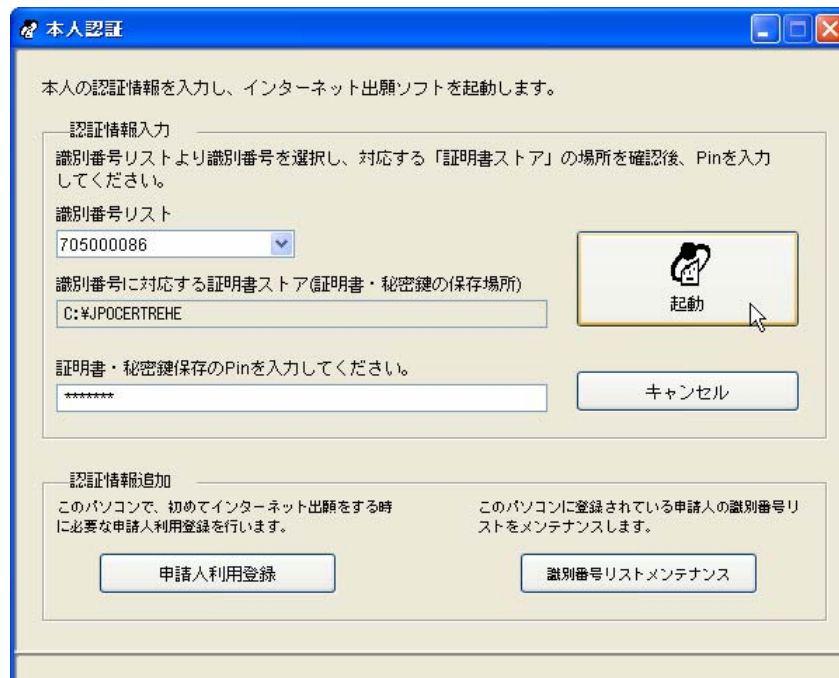 本人認証
本人の認証情報を入力し、インターネット出願ソフトを起動します。
認証情報入力
識別番号リストより識別番号を選択し、対応する「証明書ストア」の場所を確認後、Pinを入力
してください。
識別番号リスト
705000086
識別番号に対応する証明書ストア(証明書・秘密鍵の保存場所)
C:¥JPOCERTREHE
起動
証明書・秘密鍵保存のPinを入力してください。
*******
キャンセル
認証情報追加
このパソコンで、初めてインターネット出願をする時
に必要な申請人利用登録を行います。
申請人利用登録
このパソコンに登録されている申請人の識別番号リ
ストをメンテナンスします。
識別番号リストメンテナンス